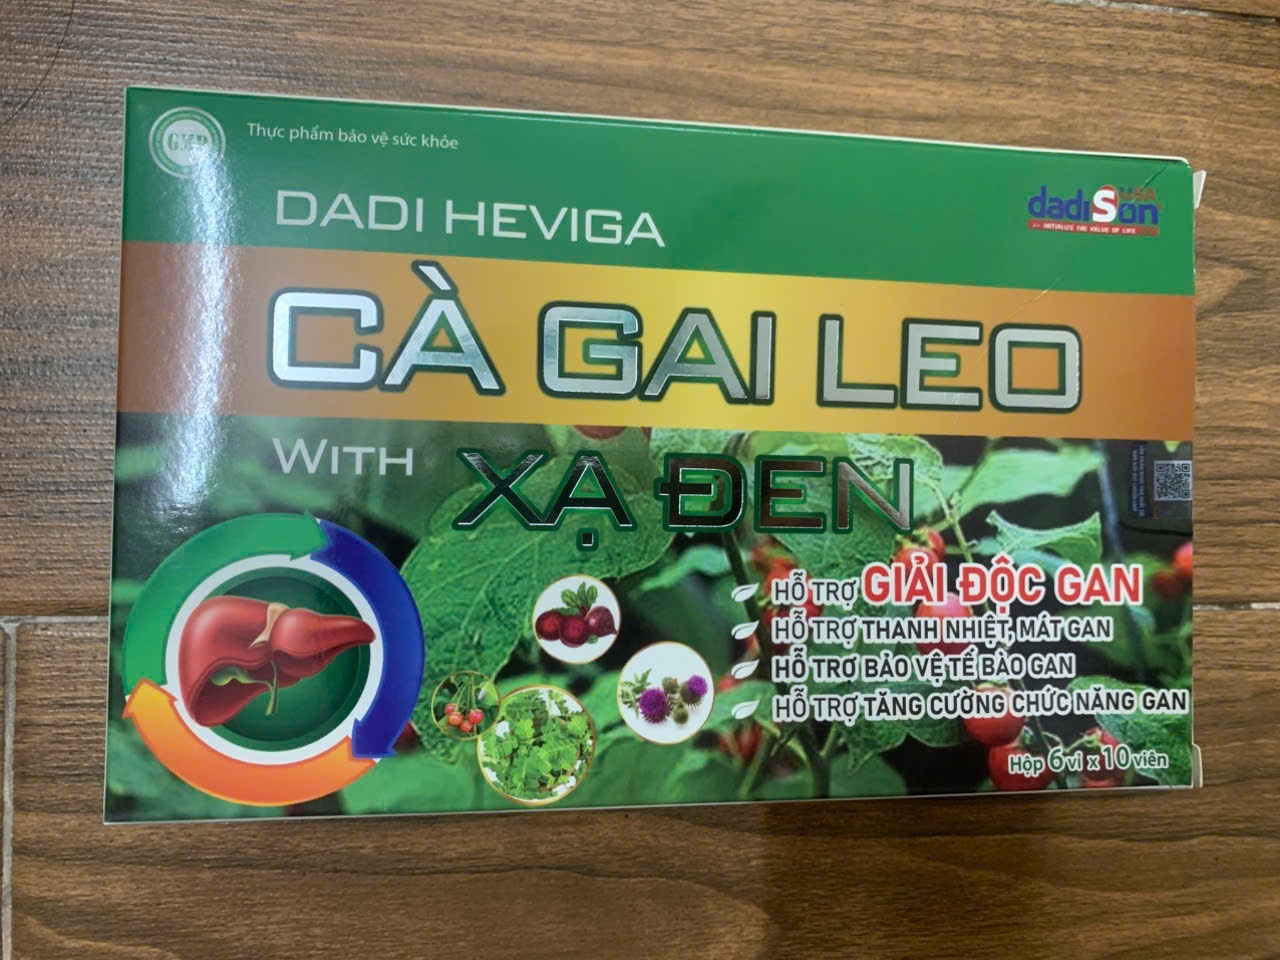 GMP
Thực phẩm bảo vệ sức khỏe
DADI HEVIGA
USA
dadison
INITIALIZE THE VALUE OF LIFE
CÀ GAI LEO
WITH XẠ ĐEN
HỖ TRỢ GIẢI ĐỘC GAN
HỖ TRỢ THANH NHIỆT, MÁT GAN
HỖ TRỢ BẢO VỆ TẾ BÀO GAN
HỖ TRỢ TĂNG CƯỜNG CHỨC NĂNG GAN
Hộp 6 vỉ x 10 viên